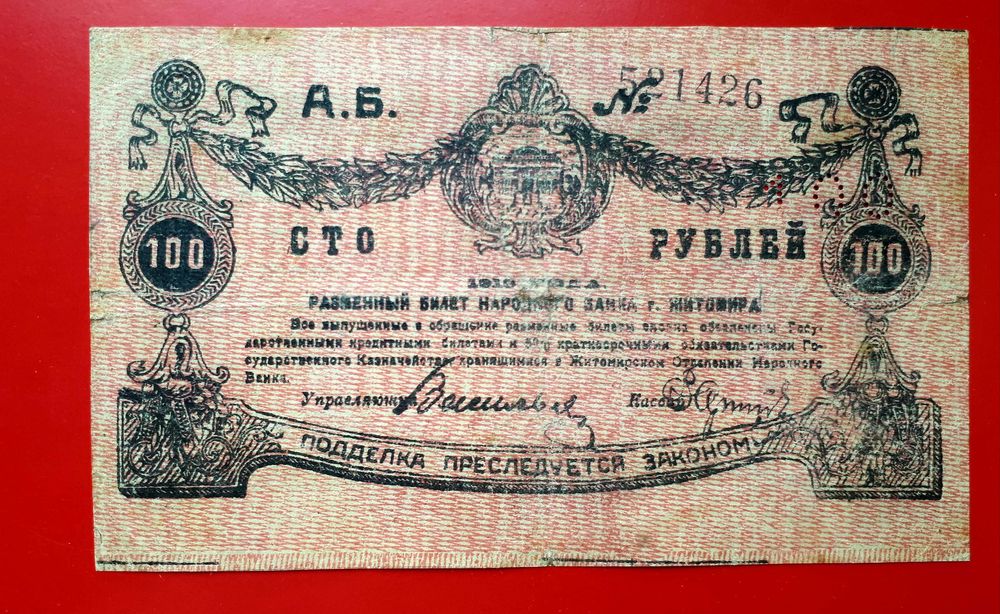 А.Б. № 521426
100 СТО РУБЛЕЙ 100
1919 года.
РАЗМЕННЫЙ БИЛЕТ НАРОДНОГО БАНКА г. ЖИТОМИРА
Все выпущенные в обращение разменные билеты вполне обеспечены Госу-
дарственными кредитными билетами и 5% краткосрочными обязательствами Го-
сударственного Казначейства хранящимися в Житомирском Отделении Народного
Банка.
Управляющий Кассир
ПОДДЕЛКА ПРЕСЛЕДУЕТСЯ ЗАКОНОМЪ